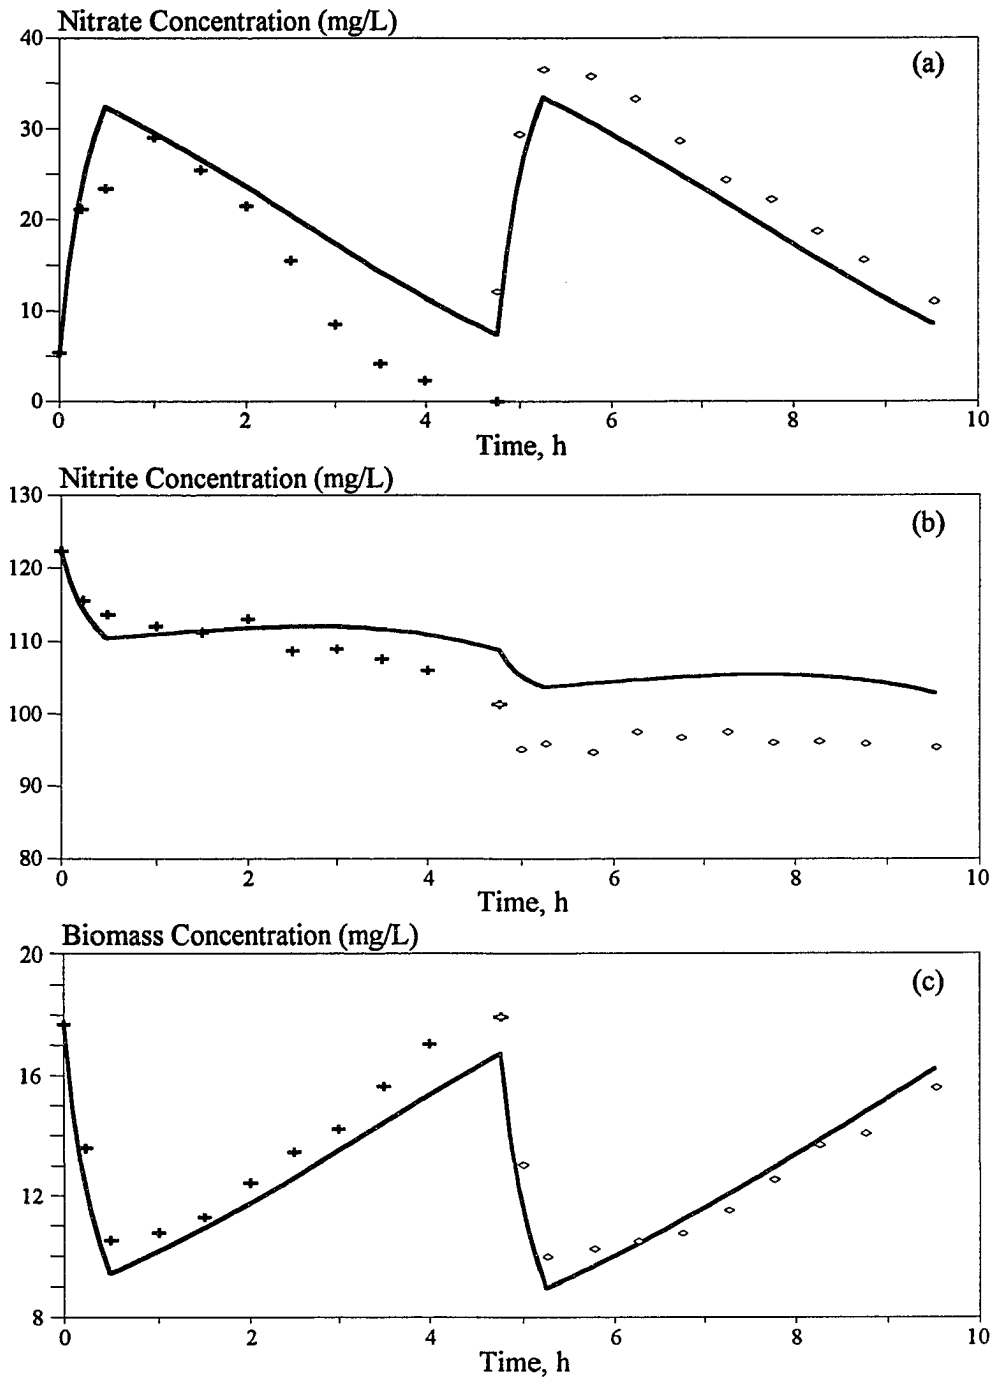 Nitrate Concentration (mg/L)
40
(a)
30
20
10
0
0 2 4 6 8 10
Time, h
Nitrite Concentration (mg/L)
130
(b)
120
110
100
90
80
0 2 4 6 8 10
Time, h
Biomass Concentration (mg/L)
20
(c)
16
12
8
0 2 4 6 8 10
Time, h